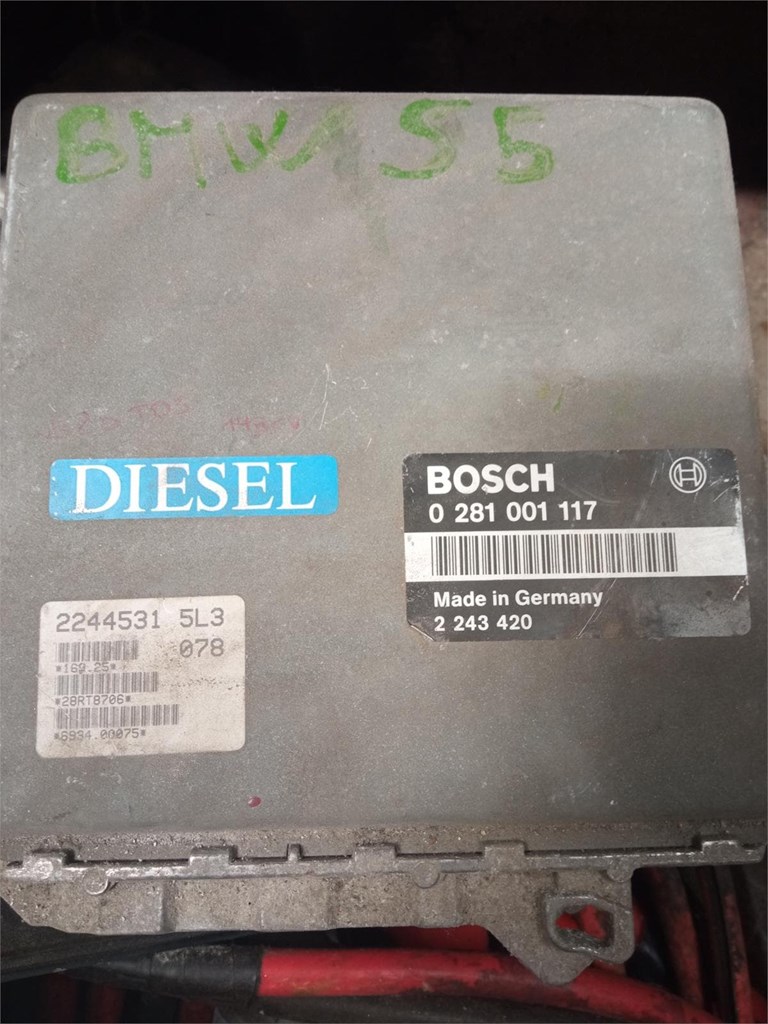 BMW S5
DIESEL
BOSCH
0 281 001 117
Made in Germany
2 243 420
2244531 5L3
078
*169.25*
*28RT8706*
*6934.00075*